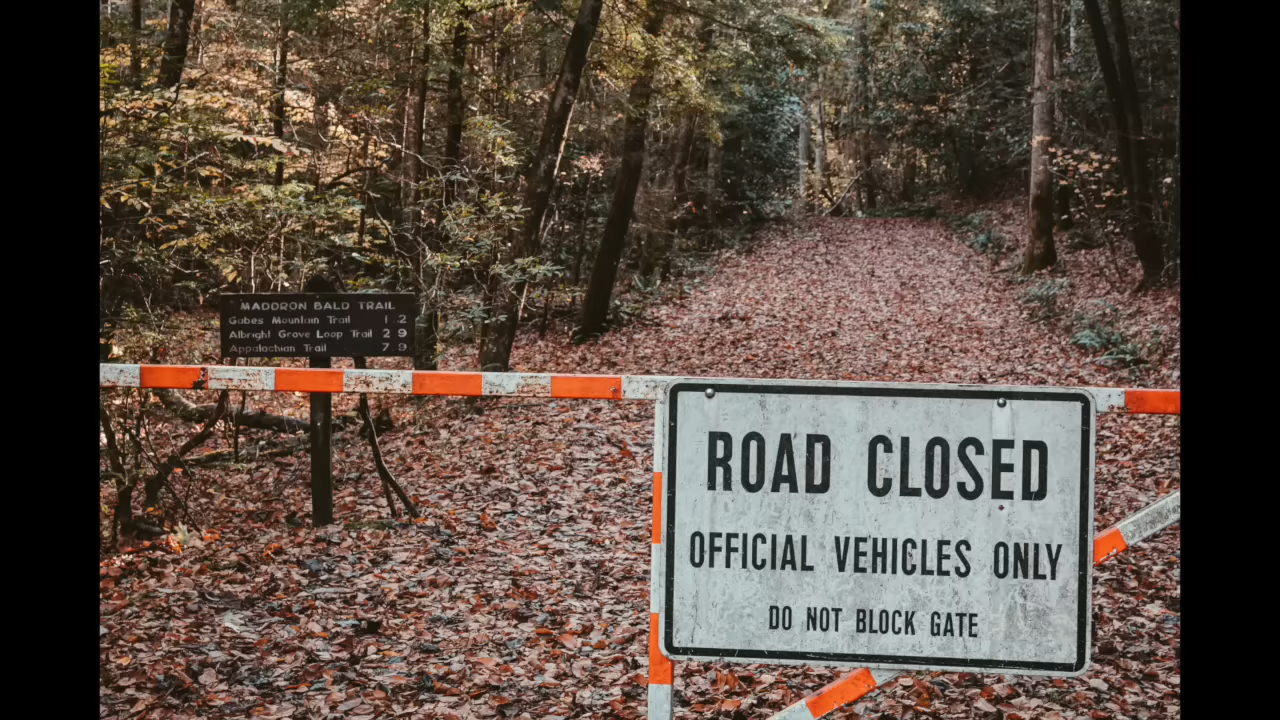 MADDRON BALD TRAIL
Gabes Mountain Trail 1.2
Albright Grove Loop Trail 2 9
Appalachian Trail 7 9
ROAD CLOSED
OFFICIAL VEHICLES ONLY
DO NOT BLOCK GATE